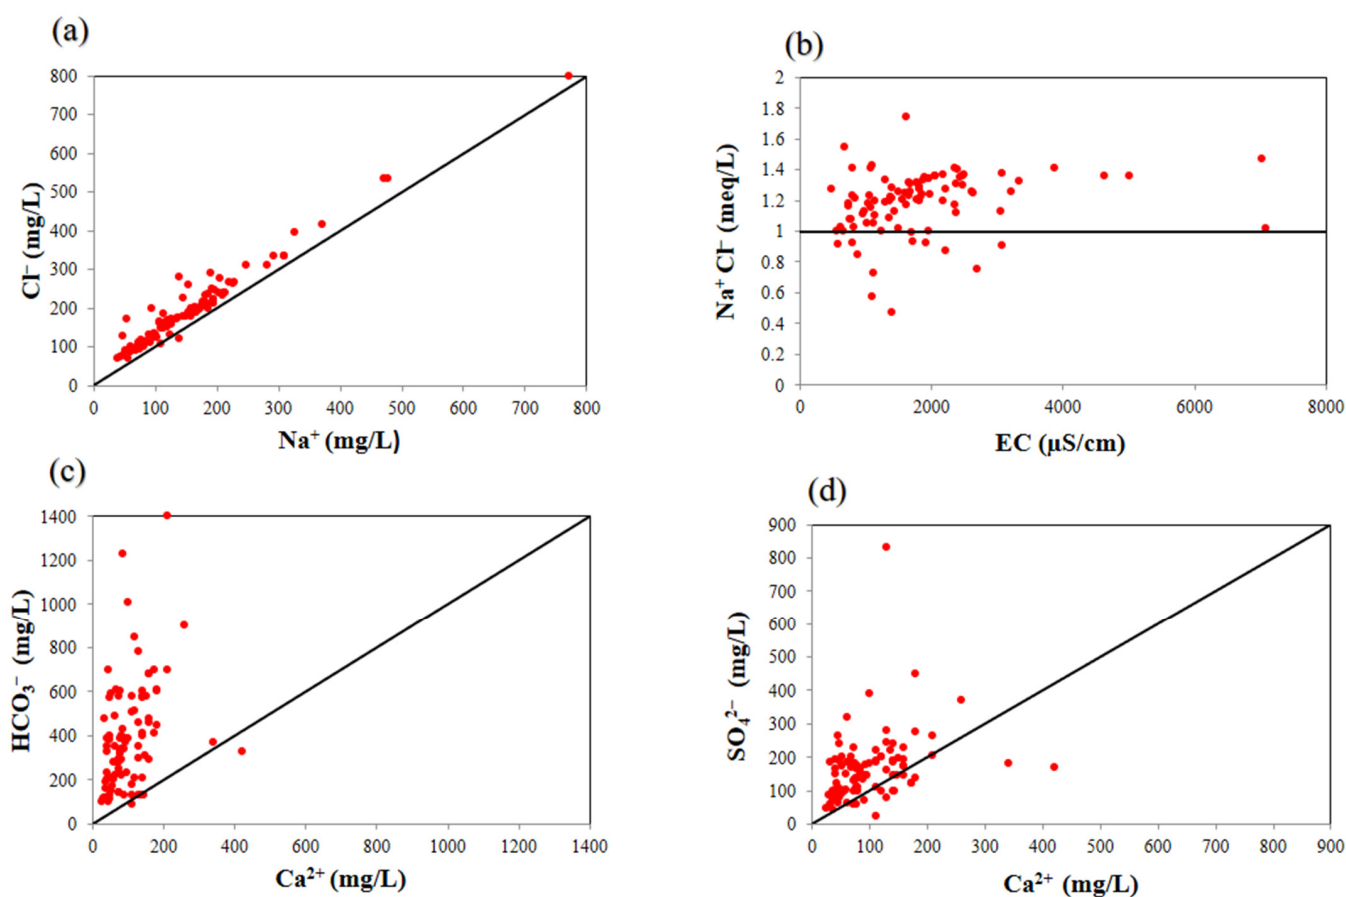 (a)
800
700
600
500
400
300
200
100
0
Cl⁻ (mg/L)
0 100 200 300 400 500 600 700 800
Na⁺ (mg/L)
(b)
2
1.8
1.6
1.4
1.2
1
0.8
0.6
0.4
0.2
0
Na⁺ Cl⁻ (meq/L)
0 2000 4000 6000 8000
EC (µS/cm)
(c)
1400
1200
1000
800
600
400
200
0
HCO₃⁻ (mg/L)
0 200 400 600 800 1000 1200 1400
Ca²⁺ (mg/L)
(d)
900
800
700
600
500
400
300
200
100
0
SO₄²⁻ (mg/L)
0 100 200 300 400 500 600 700 800 900
Ca²⁺ (mg/L)